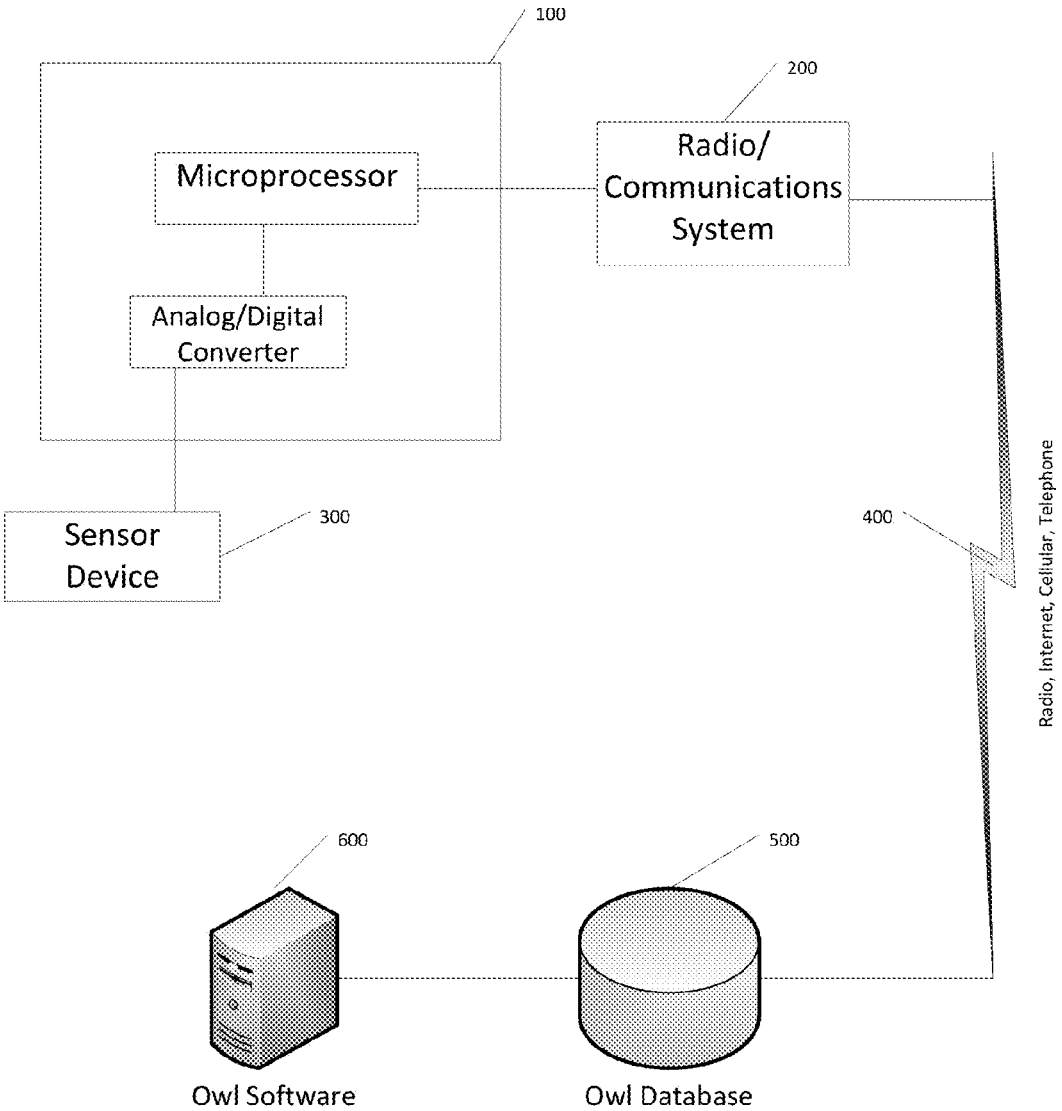 100
200
Radio/
Communications
System
Microprocessor
Analog/Digital
Converter
Sensor
Device
300
400
Radio, Internet, Cellular, Telephone
600
500
Owl Software
Owl Database